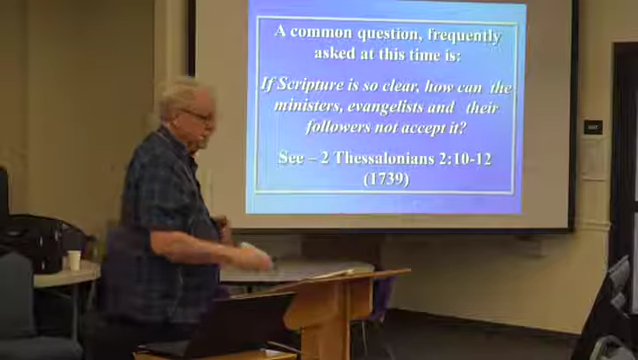 A common question, frequently
asked at this time is:
If Scripture is so clear, how can the
ministers, evangelists and their
followers not accept it?
See – 2 Thessalonians 2:10-12
(1739)